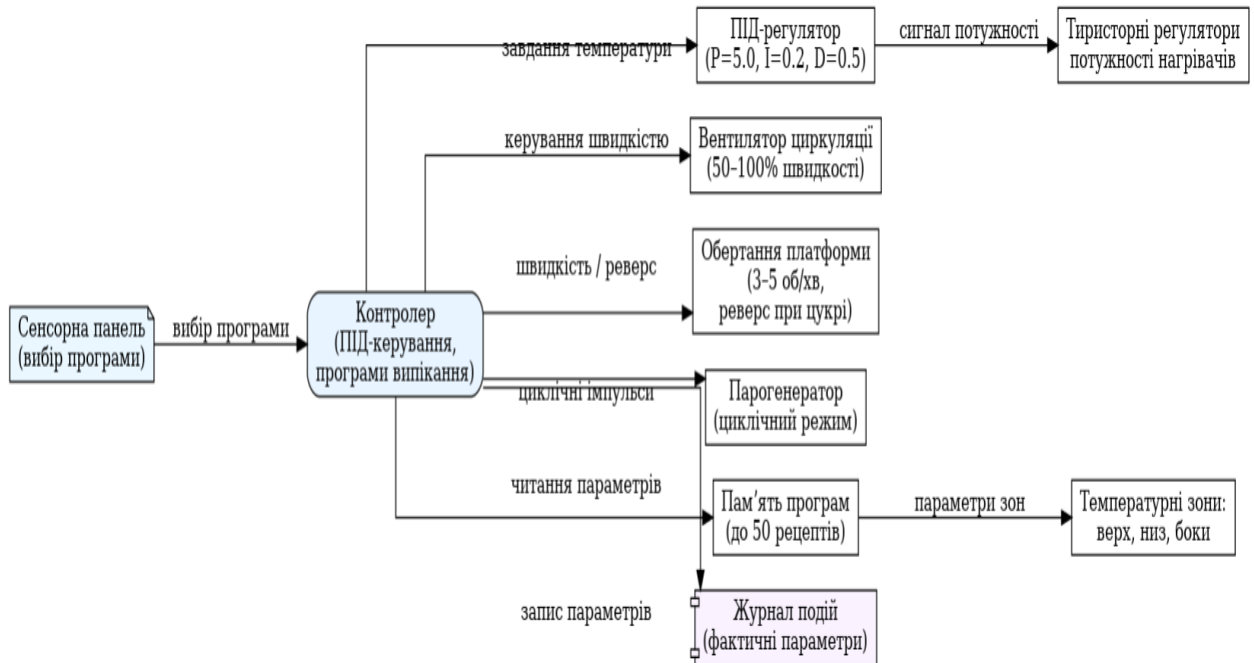 завдання температури
ПІД-регулятор
(P=5.0, I=0.2, D=0.5)
сигнал потужності
Тиристорні регулятори
потужності нагрівачів
керування швидкістю
Вентилятор циркуляції
(50–100% швидкості)
швидкість / реверс
Обертання платформи
(3–5 об/хв,
реверс при цукрі)
Сенсорна панель
(вибір програми)
вибір програми
Контролер
(ПІД-керування,
програми випікання)
циклічні імпульси
Парогенератор
(циклічний режим)
читання параметрів
Пам’ять програм
(до 50 рецептів)
параметри зон
Температурні зони:
верх, низ, боки
запис параметрів
Журнал подій
(фактичні параметри)